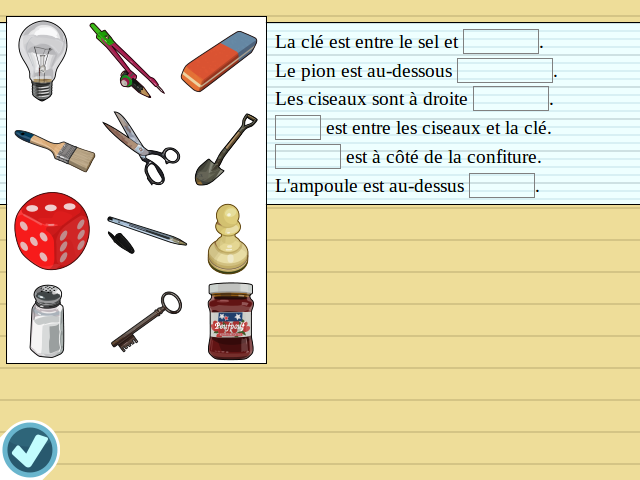 La clé est entre le sel et .
Le pion est au-dessous .
Les ciseaux sont à droite .
est entre les ciseaux et la clé.
est à côté de la confiture.
L'ampoule est au-dessus .